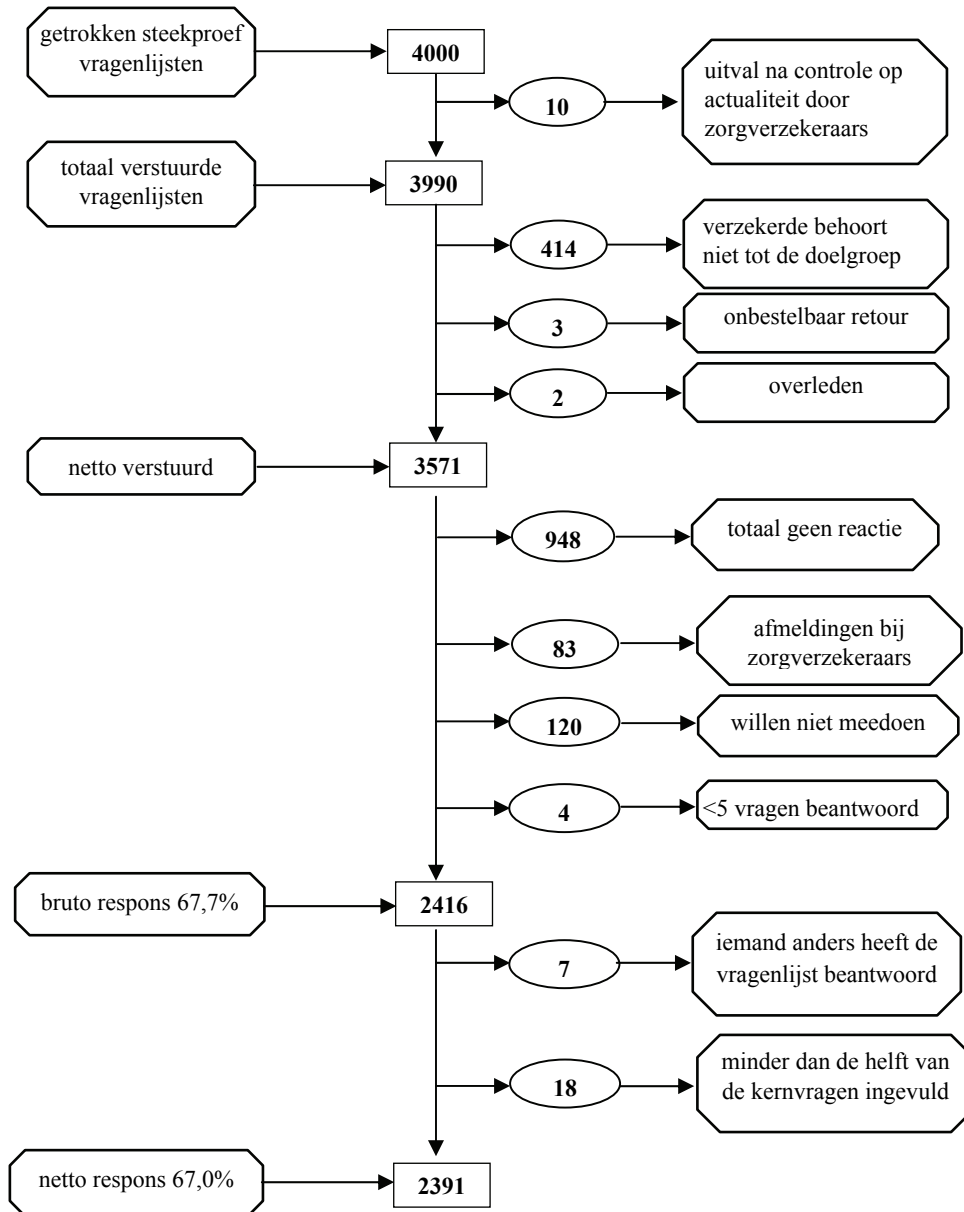 getrokken steekproef
vragenlijsten
4000
10
uitval na controle op
actualiteit door
zorgverzekeraars
totaal verstuurde
vragenlijsten
3990
414
verzekerde behoort
niet tot de doelgroep
3
onbestelbaar retour
2
overleden
netto verstuurd
3571
948
totaal geen reactie
83
afmeldingen bij
zorgverzekeraars
120
willen niet meedoen
4
<5 vragen beantwoord
bruto respons 67,7%
2416
7
iemand anders heeft de
vragenlijst beantwoord
18
minder dan de helft van
de kernvragen ingevuld
netto respons 67,0%
2391